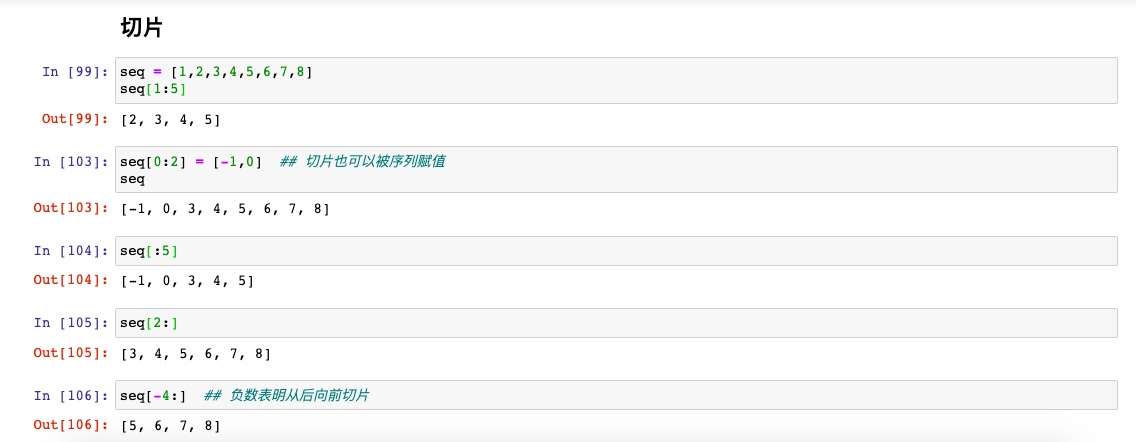 切片
In [99]: seq = [1,2,3,4,5,6,7,8]
seq[1:5]
Out[99]: [2, 3, 4, 5]
In [103]: seq[0:2] = [-1,0]  ## 切片也可以被序列赋值
seq
Out[103]: [-1, 0, 3, 4, 5, 6, 7, 8]
In [104]: seq[:5]
Out[104]: [-1, 0, 3, 4, 5]
In [105]: seq[2:]
Out[105]: [3, 4, 5, 6, 7, 8]
In [106]: seq[-4:]  ## 负数表明从后向前切片
Out[106]: [5, 6, 7, 8]